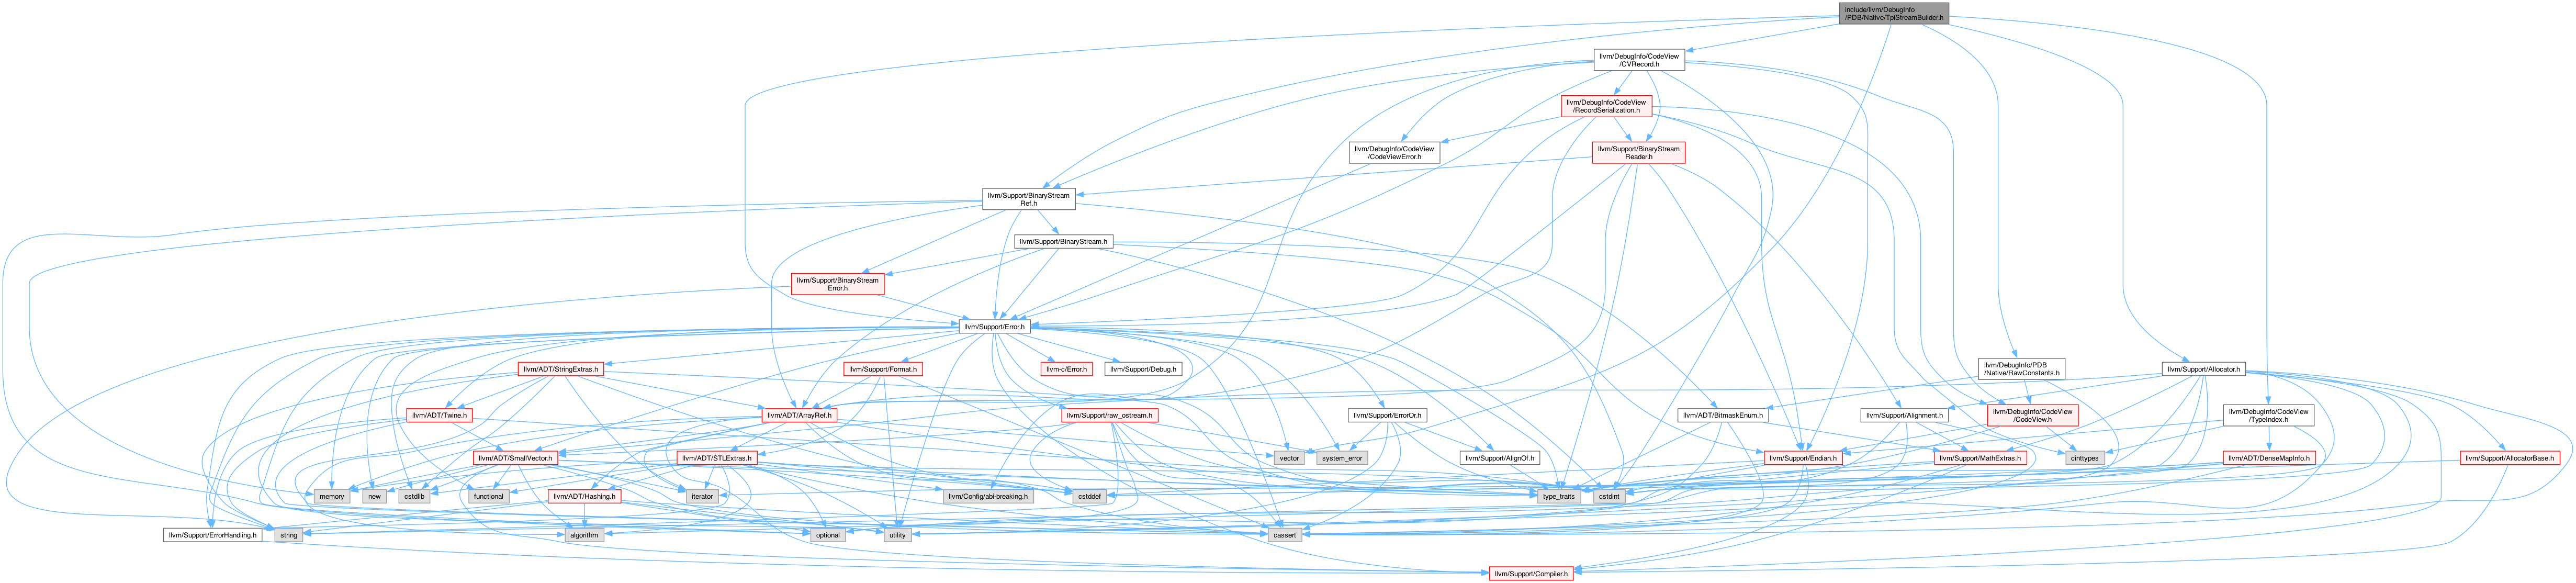 include/llvm/DebugInfo
/PDB/Native/TpiStreamBuilder.h
llvm/DebugInfo/CodeView
/CVRecord.h
llvm/DebugInfo/CodeView
/RecordSerialization.h
llvm/DebugInfo/CodeView
/CodeViewError.h
llvm/Support/BinaryStream
Reader.h
llvm/Support/BinaryStream
Ref.h
llvm/Support/BinaryStream.h
llvm/Support/BinaryStream
Error.h
llvm/Support/Error.h
llvm/ADT/StringExtras.h
llvm/Support/Format.h
llvm-c/Error.h
llvm/Support/Debug.h
llvm/DebugInfo/PDB
/Native/RawConstants.h
llvm/Support/Allocator.h
llvm/ADT/Twine.h
llvm/ADT/ArrayRef.h
llvm/Support/raw_ostream.h
llvm/Support/ErrorOr.h
llvm/ADT/BitmaskEnum.h
llvm/Support/Alignment.h
llvm/DebugInfo/CodeView
/CodeView.h
llvm/DebugInfo/CodeView
/TypeIndex.h
llvm/ADT/SmallVector.h
llvm/ADT/STLExtras.h
vector
system_error
llvm/Support/AlignOf.h
llvm/Support/Endian.h
llvm/Support/MathExtras.h
cinttypes
llvm/ADT/DenseMapInfo.h
llvm/Support/AllocatorBase.h
memory
new
cstdlib
functional
llvm/ADT/Hashing.h
iterator
llvm/Config/abi-breaking.h
cstddef
type_traits
cstdint
llvm/Support/ErrorHandling.h
string
algorithm
optional
utility
cassert
llvm/Support/Compiler.h